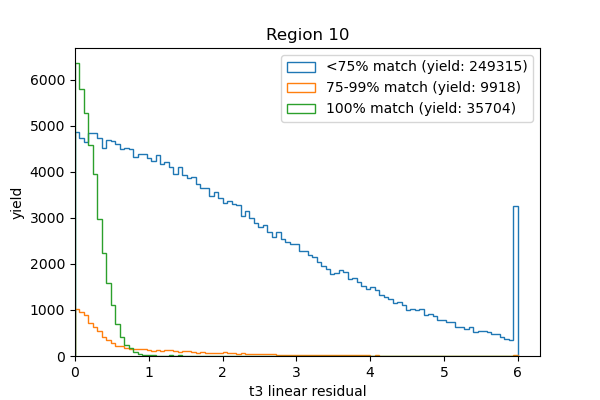 Region 10
<75% match (yield: 249315)
75-99% match (yield: 9918)
100% match (yield: 35704)
yield
6000
5000
4000
3000
2000
1000
0
0 1 2 3 4 5 6
t3 linear residual